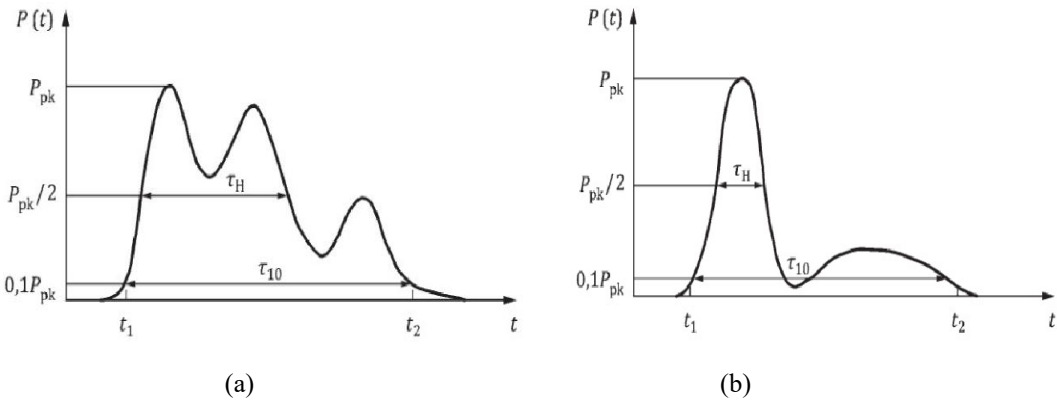 P(t)
P_pk
P_pk/2
τ_H
0,1P_pk
τ_10
t_1
t_2
t
(a)
P(t)
P_pk
P_pk/2
τ_H
0,1P_pk
τ_10
t_1
t_2
t
(b)